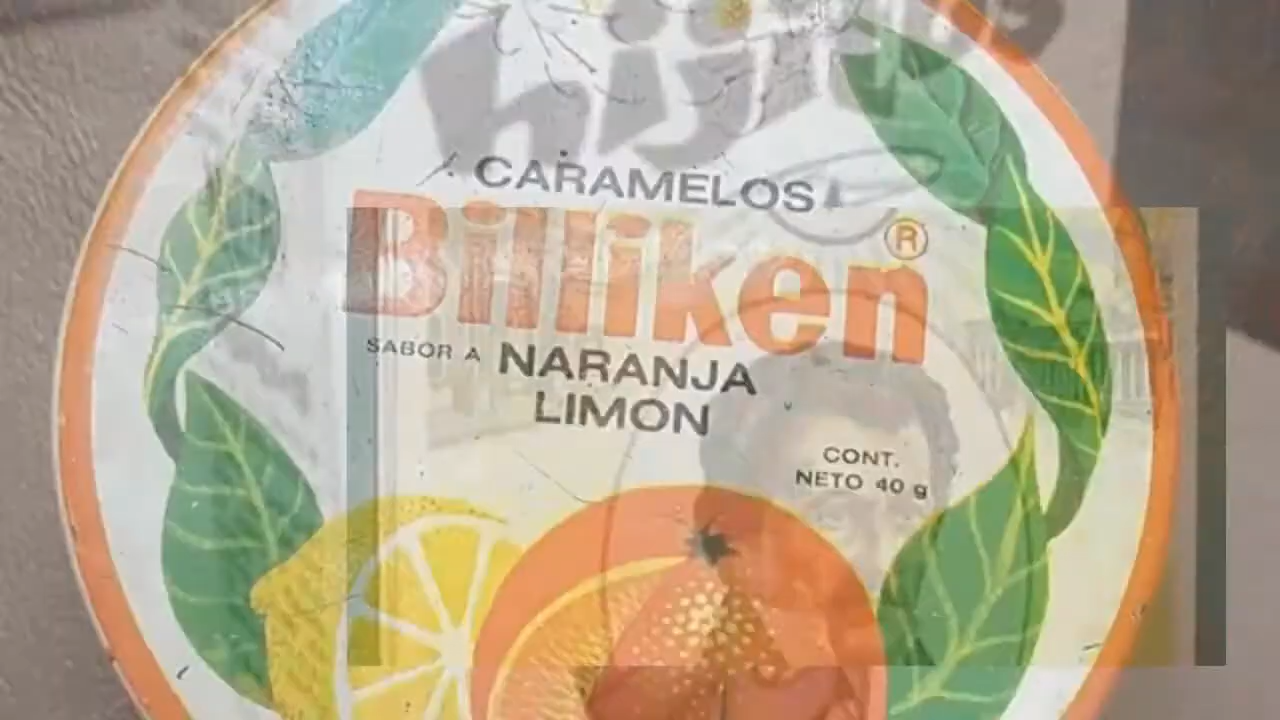 CARAMELOS
Billiken ®
SABOR A NARANJA
LIMON
CONT.
NETO 40 g